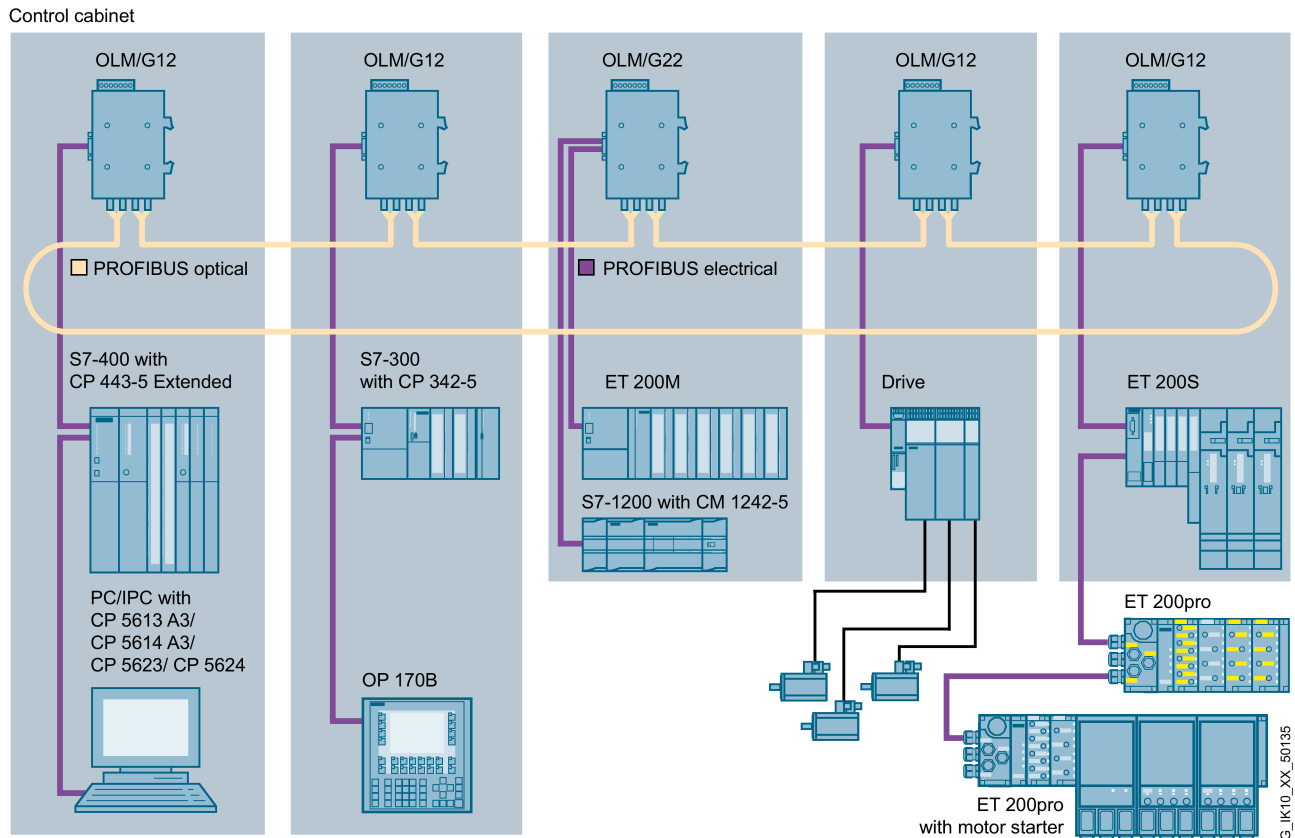 Control cabinet
OLM/G12
OLM/G12
OLM/G22
OLM/G12
OLM/G12
PROFIBUS optical
PROFIBUS electrical
S7-400 with
CP 443-5 Extended
S7-300
with CP 342-5
ET 200M
Drive
ET 200S
S7-1200 with CM 1242-5
PC/IPC with
CP 5613 A3/
CP 5614 A3/
CP 5623/ CP 5624
OP 170B
ET 200pro
ET 200pro
with motor starter
G_IK10_XX_50135